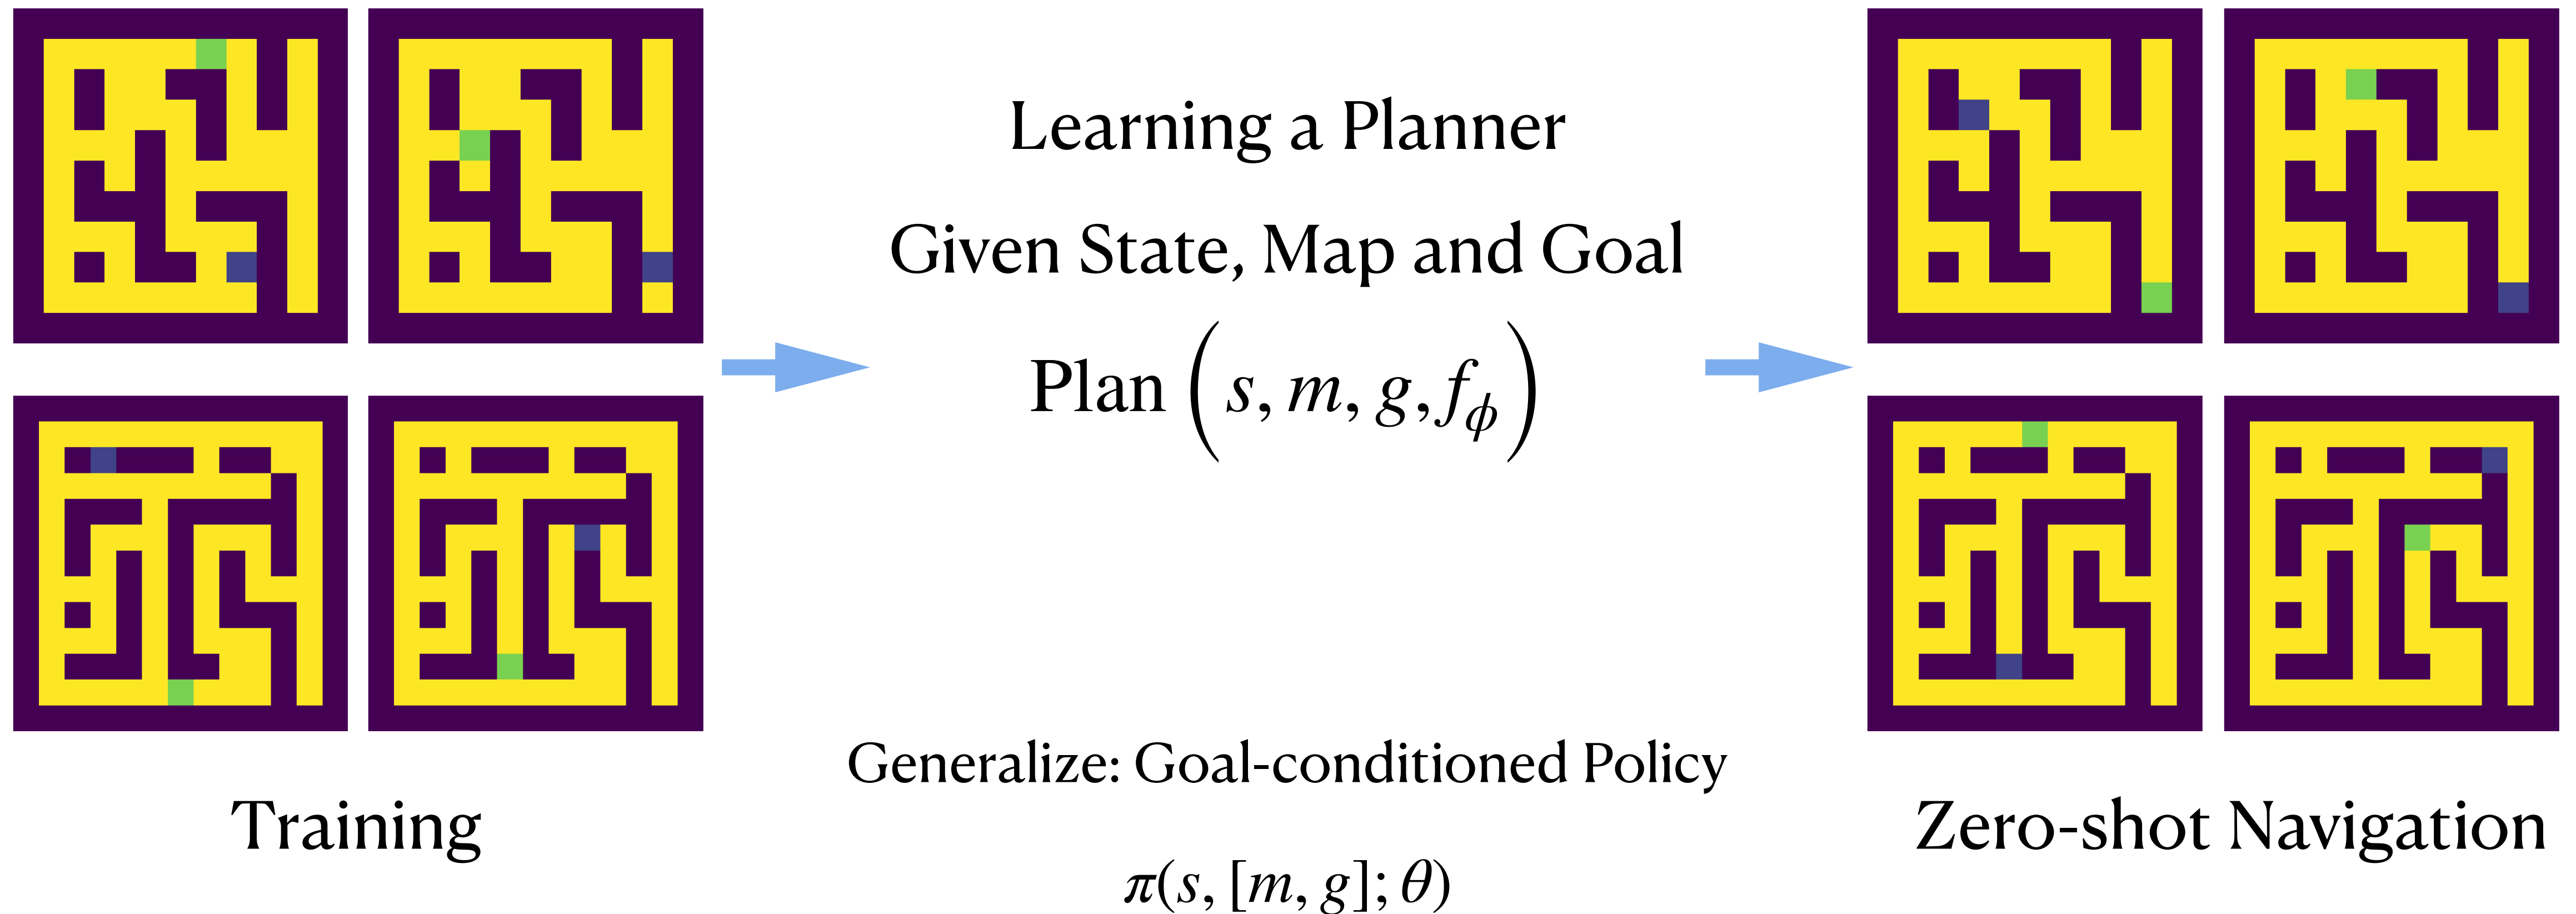 Learning a Planner
Given State, Map and Goal
Plan (s, m, g, f_ϕ)
Generalize: Goal-conditioned Policy
π(s, [m, g]; θ)
Training
Zero-shot Navigation